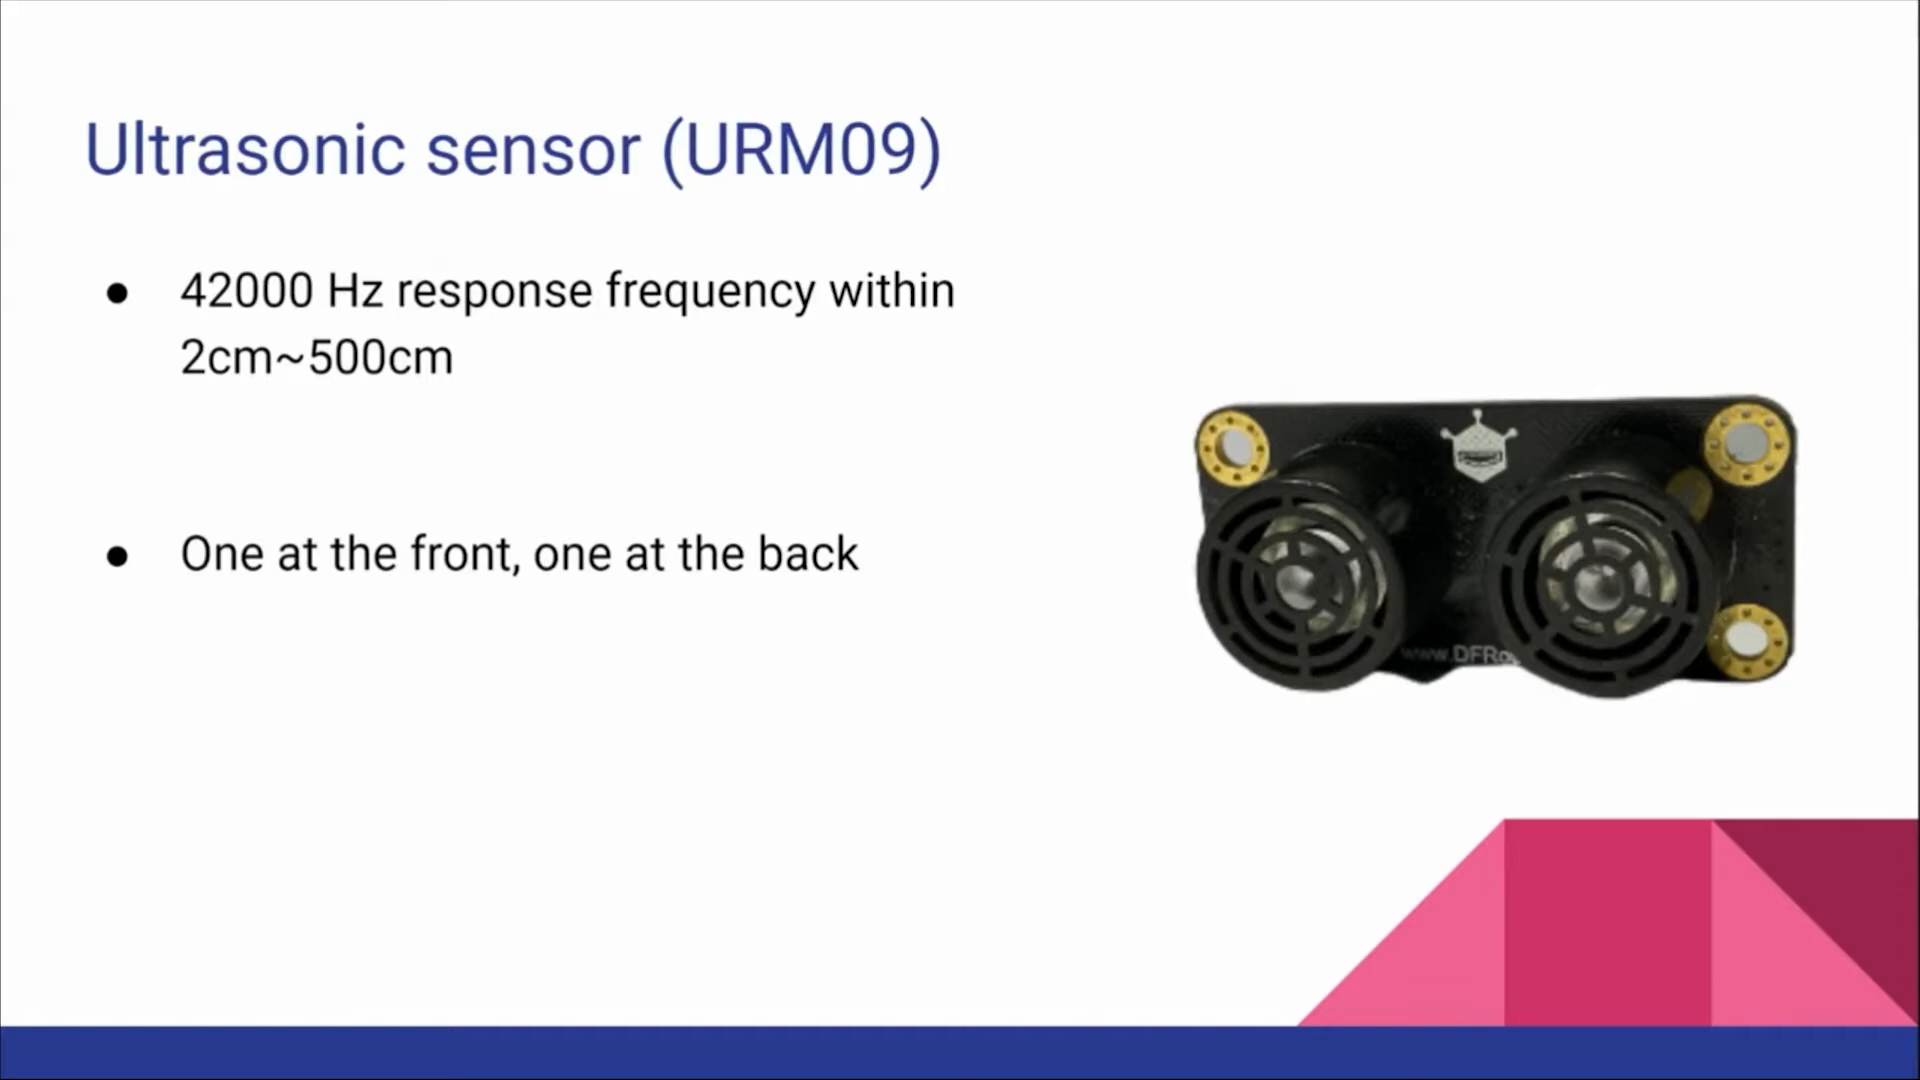 Ultrasonic sensor (URM09)
● 42000 Hz response frequency within
2cm~500cm
● One at the front, one at the back